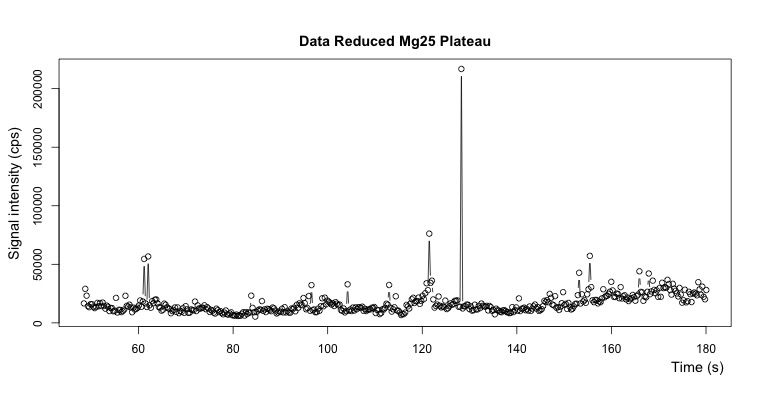 Data Reduced Mg25 Plateau
Signal intensity (cps)
200000
150000
100000
50000
0
60 80 100 120 140 160 180
Time (s)